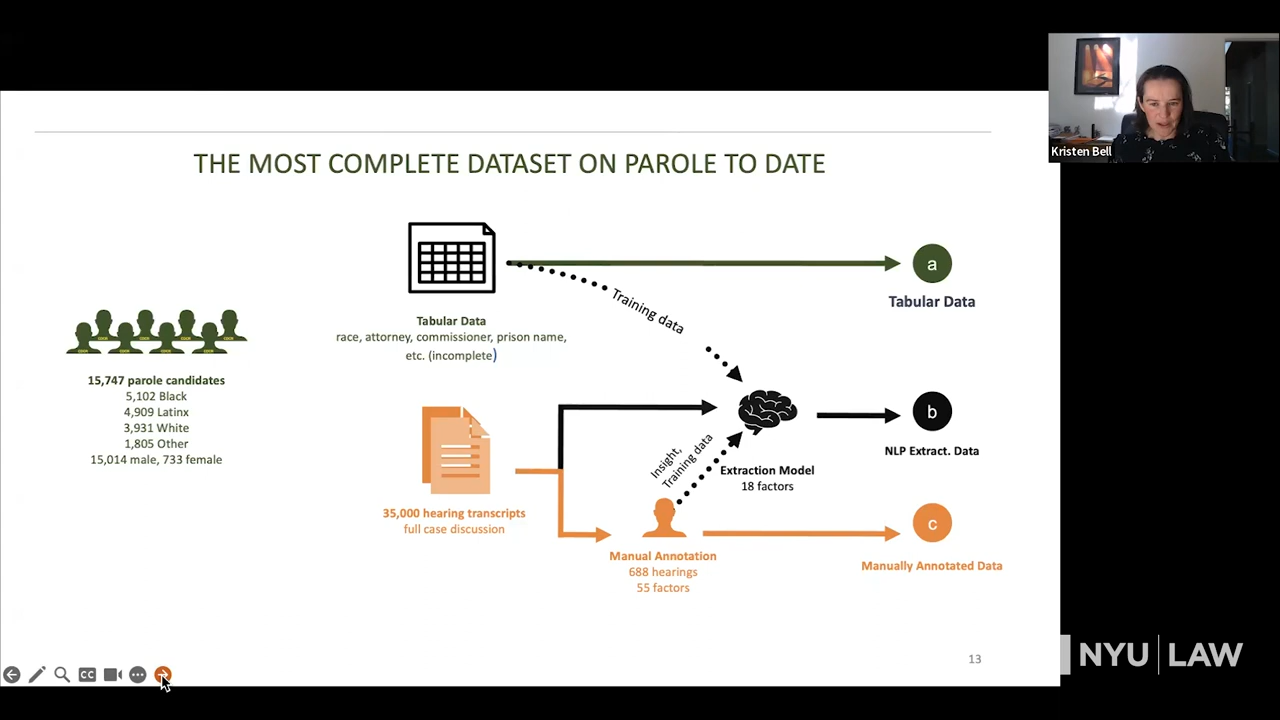 THE MOST COMPLETE DATASET ON PAROLE TO DATE
Kristen Bell
15,747 parole candidates
5,102 Black
4,909 Latinx
3,931 White
1,805 Other
15,014 male, 733 female
Tabular Data
race, attorney, commissioner, prison name,
etc. (incomplete)
Training data
a
Tabular Data
35,000 hearing transcripts
full case discussion
Insight,
Training data
Extraction Model
18 factors
b
NLP Extract. Data
Manual Annotation
688 hearings
55 factors
c
Manually Annotated Data
13
CC
NYU LAW